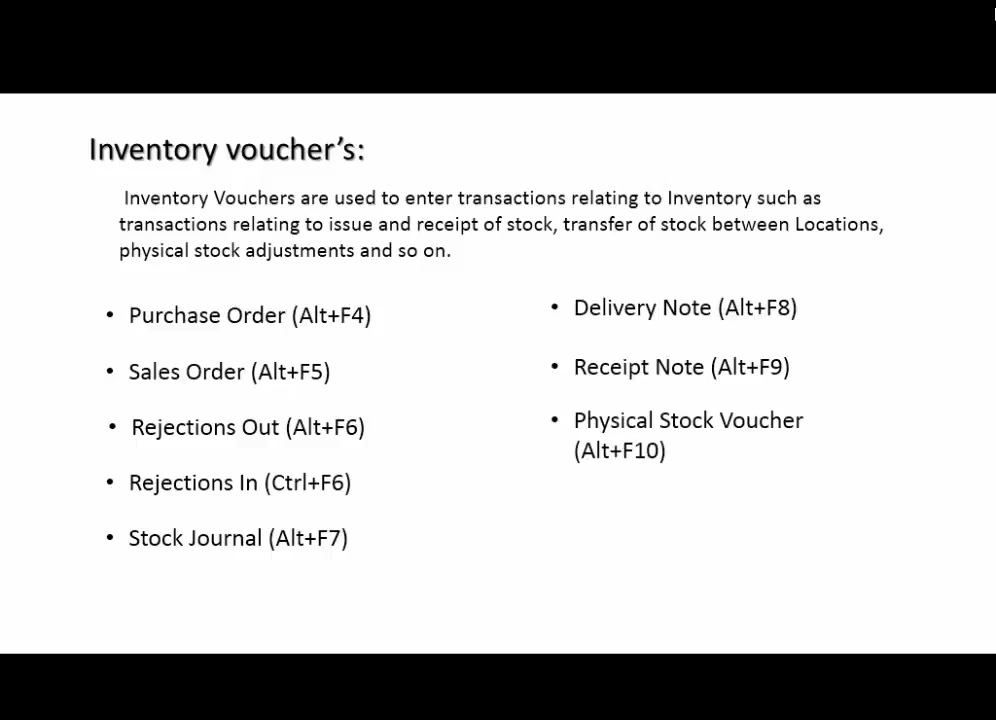 Inventory voucher’s:
Inventory Vouchers are used to enter transactions relating to Inventory such as
transactions relating to issue and receipt of stock, transfer of stock between Locations,
physical stock adjustments and so on.
• Purchase Order (Alt+F4)
• Sales Order (Alt+F5)
• Rejections Out (Alt+F6)
• Rejections In (Ctrl+F6)
• Stock Journal (Alt+F7)
• Delivery Note (Alt+F8)
• Receipt Note (Alt+F9)
• Physical Stock Voucher
(Alt+F10)